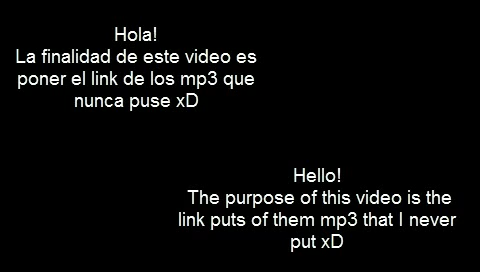 Hola!
La finalidad de este video es
poner el link de los mp3 que
nunca puse xD
Hello!
The purpose of this video is the
link puts of them mp3 that I never
put xD